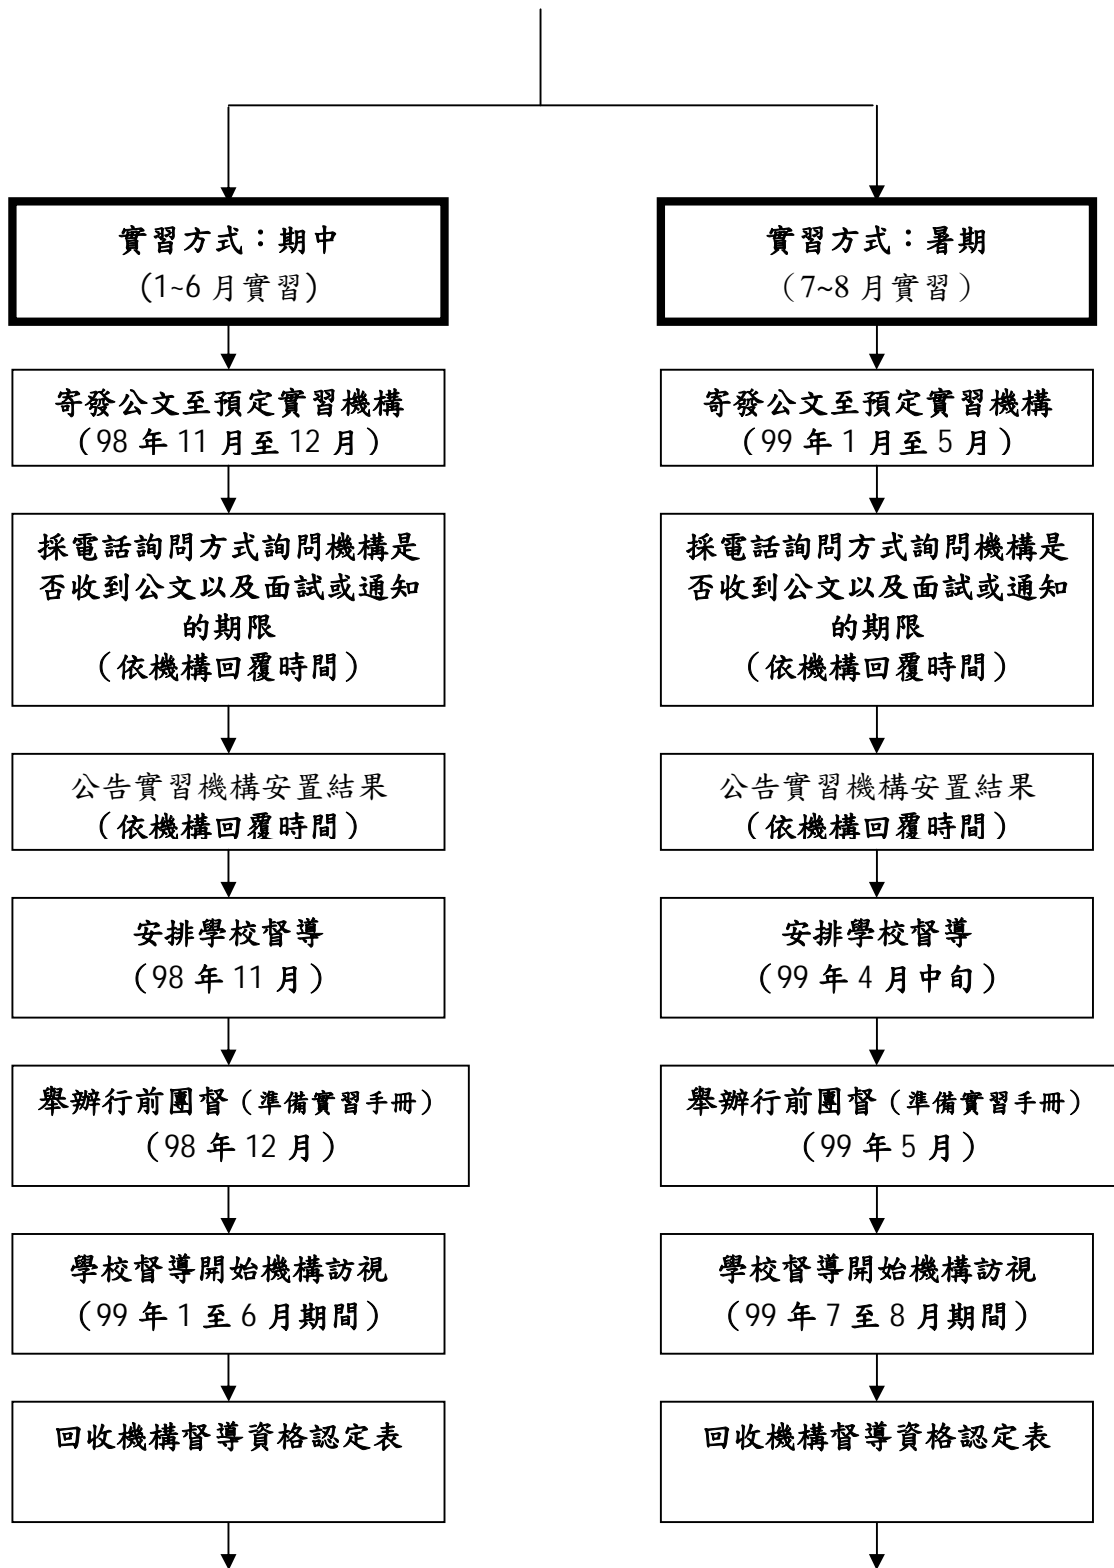 實習方式：期中
(1~6 月實習)
寄發公文至預定實習機構
（98 年 11 月至 12 月）
採電話詢問方式詢問機構是
否收到公文以及面試或通知
的期限
（依機構回覆時間）
公告實習機構安置結果
（依機構回覆時間）
安排學校督導
（98 年 11 月）
舉辦行前團督（準備實習手冊）
（98 年 12 月）
學校督導開始機構訪視
（99 年 1 至 6 月期間）
回收機構督導資格認定表
實習方式：暑期
（7~8 月實習）
寄發公文至預定實習機構
（99 年 1 月至 5 月）
採電話詢問方式詢問機構是
否收到公文以及面試或通知
的期限
（依機構回覆時間）
公告實習機構安置結果
（依機構回覆時間）
安排學校督導
（99 年 4 月中旬）
舉辦行前團督（準備實習手冊）
（99 年 5 月）
學校督導開始機構訪視
（99 年 7 至 8 月期間）
回收機構督導資格認定表